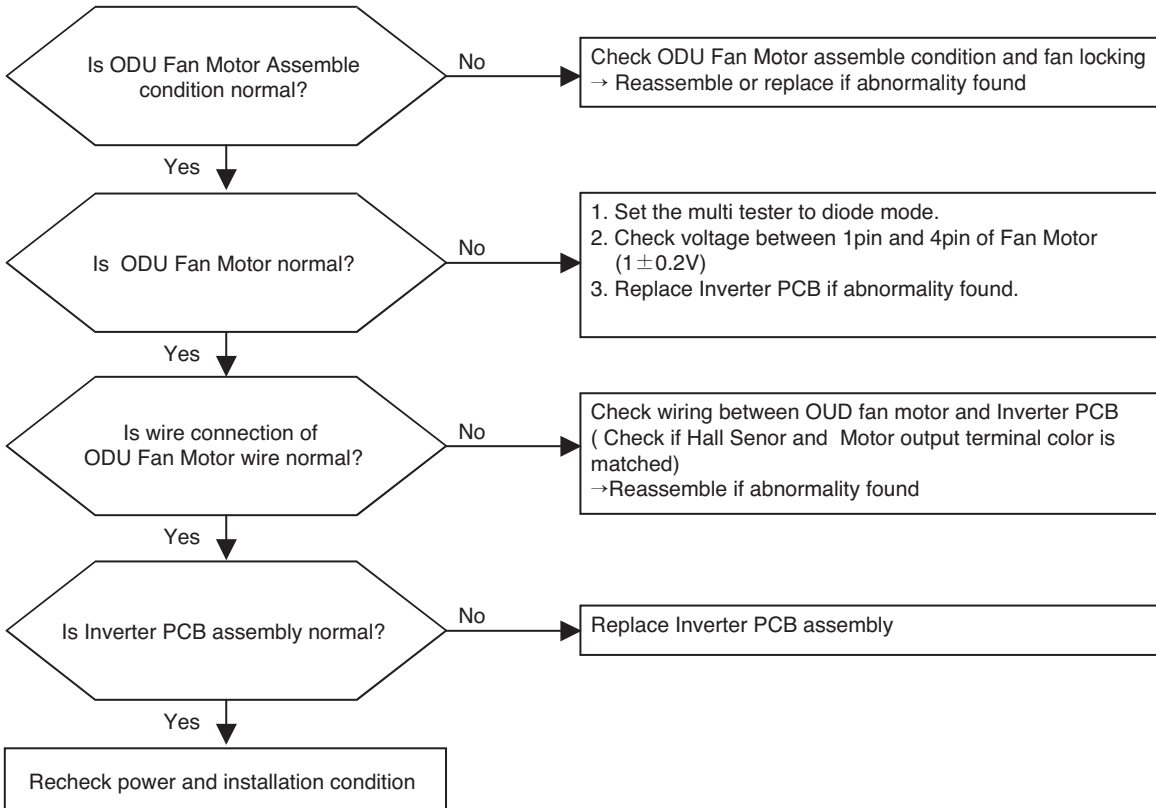 Is ODU Fan Motor Assemble
condition normal?
No
Check ODU Fan Motor assemble condition and fan locking
→ Reassemble or replace if abnormality found
Yes
Is ODU Fan Motor normal?
No
1. Set the multi tester to diode mode.
2. Check voltage between 1pin and 4pin of Fan Motor
(1±0.2V)
3. Replace Inverter PCB if abnormality found.
Yes
Is wire connection of
ODU Fan Motor wire normal?
No
Check wiring between OUD fan motor and Inverter PCB
( Check if Hall Senor and Motor output terminal color is
matched)
→Reassemble if abnormality found
Yes
Is Inverter PCB assembly normal?
No
Replace Inverter PCB assembly
Yes
Recheck power and installation condition